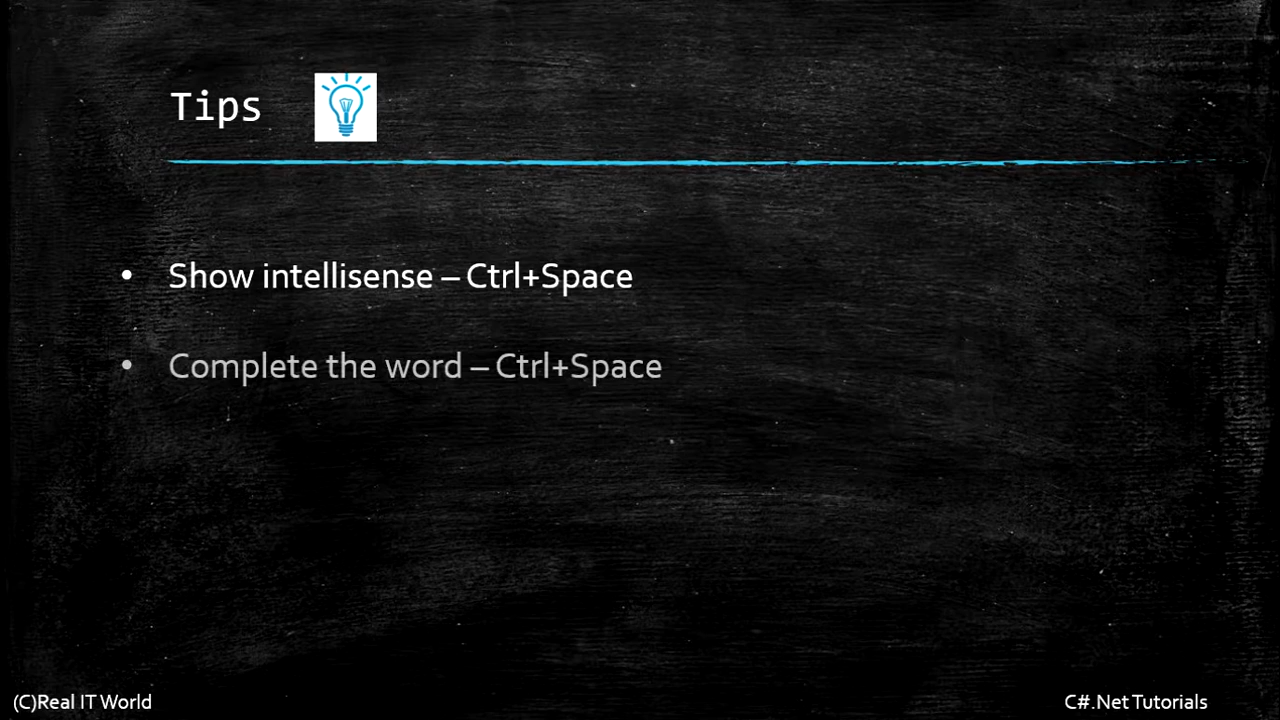 Tips
• Show intellisense – Ctrl+Space
• Complete the word – Ctrl+Space
(C)Real IT World
C#.Net Tutorials